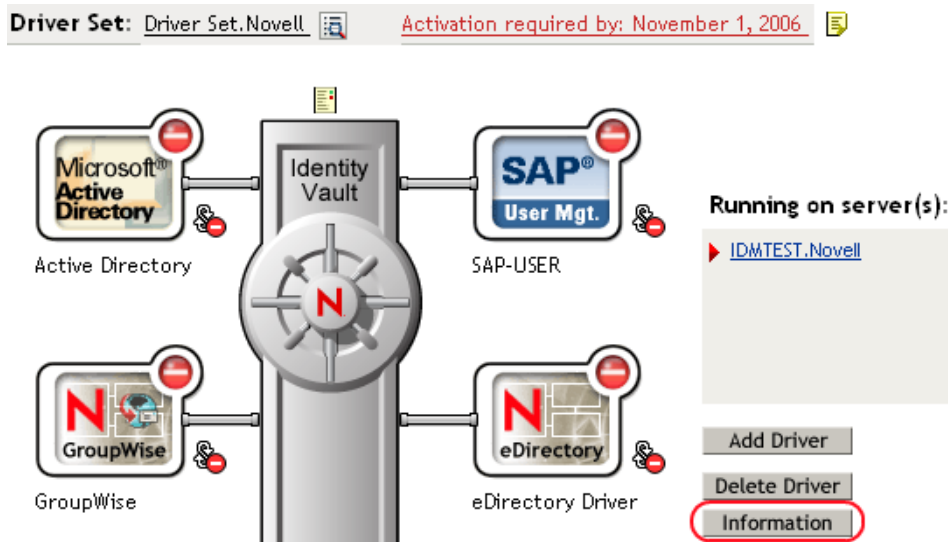 Driver Set: Driver Set.Novell Activation required by: November 1, 2006
Identity
Vault
Microsoft®
Active
Directory
Active Directory
SAP®
User Mgt.
SAP-USER
Running on server(s):
IDMTEST.Novell
N
N
GroupWise
GroupWise
N
eDirectory
eDirectory Driver
Add Driver
Delete Driver
Information